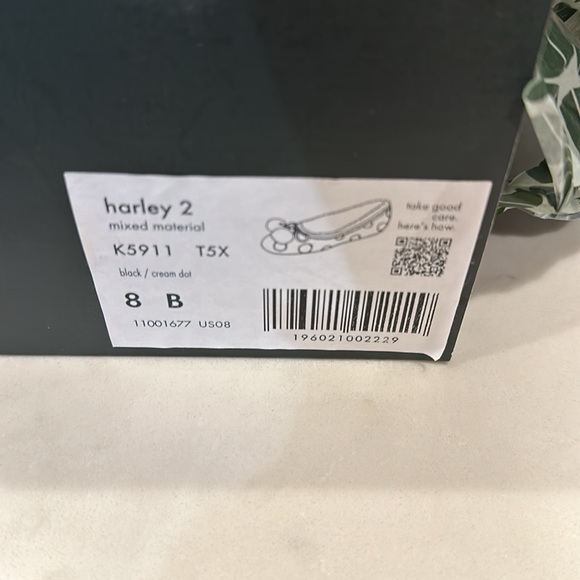 harley 2
mixed material
K5911 T5X
black / cream dot
8 B
11001677 US08
take good
care.
here's how.
196021002229